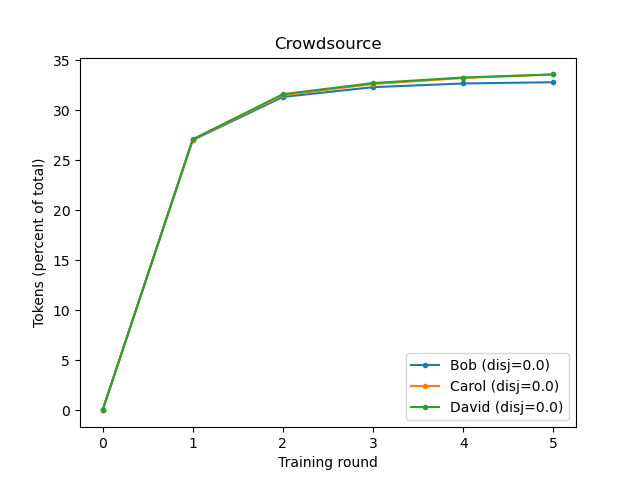 Crowdsource
Tokens (percent of total)
35
30
25
20
15
10
5
0
Bob (disj=0.0)
Carol (disj=0.0)
David (disj=0.0)
0 1 2 3 4 5
Training round